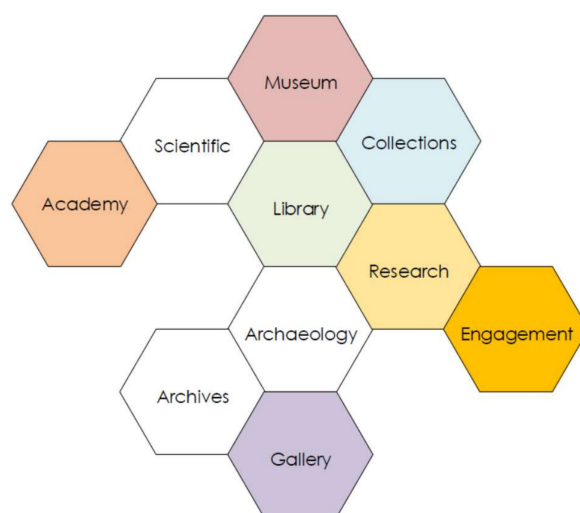 Museum
Scientific
Collections
Academy
Library
Research
Archaeology
Engagement
Archives
Gallery